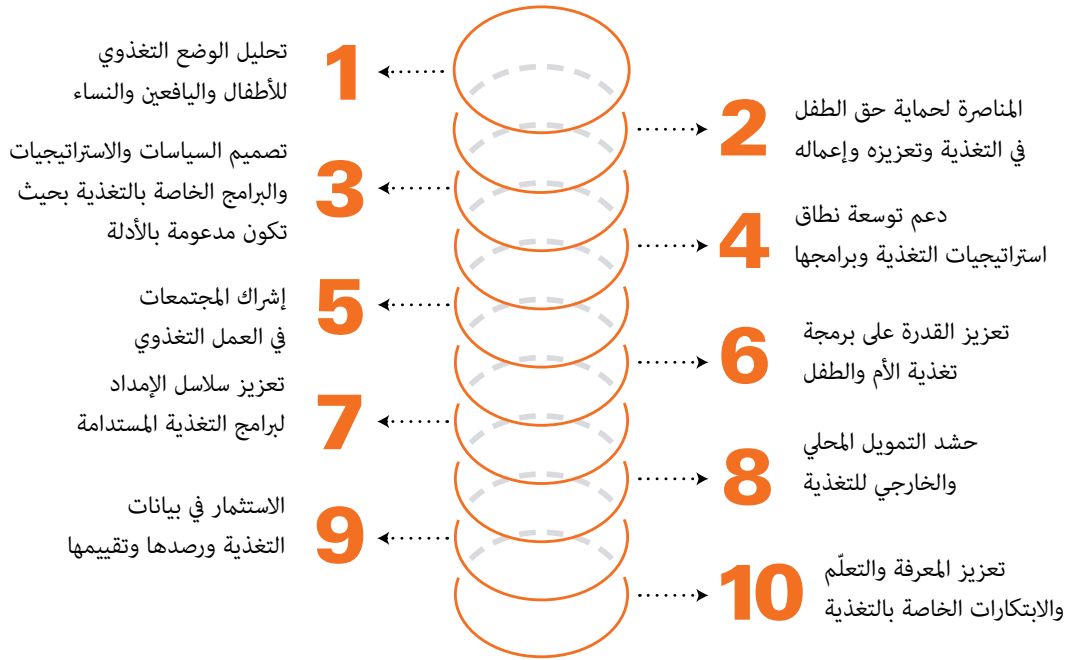 1
تحليل الوضع التغذوي
للأطفال واليافعين والنساء
2
المناصرة لحماية حق الطفل
في التغذية وتعزيزه وإعماله
3
تصميم السياسات والاستراتيجيات
والبرامج الخاصة بالتغذية بحيث
تكون مدعومة بالأدلة
4
دعم توسعة نطاق
استراتيجيات التغذية وبرامجها
5
إشراك المجتمعات
في العمل التغذوي
6
تعزيز القدرة على برمجة
تغذية الأم والطفل
7
تعزيز سلاسل الإمداد
لبرامج التغذية المستدامة
8
حشد التمويل المحلي
والخارجي للتغذية
9
الاستثمار في بيانات
التغذية ورصدها وتقييمها
10
تعزيز المعرفة والتعلّم
والابتكارات الخاصة بالتغذية